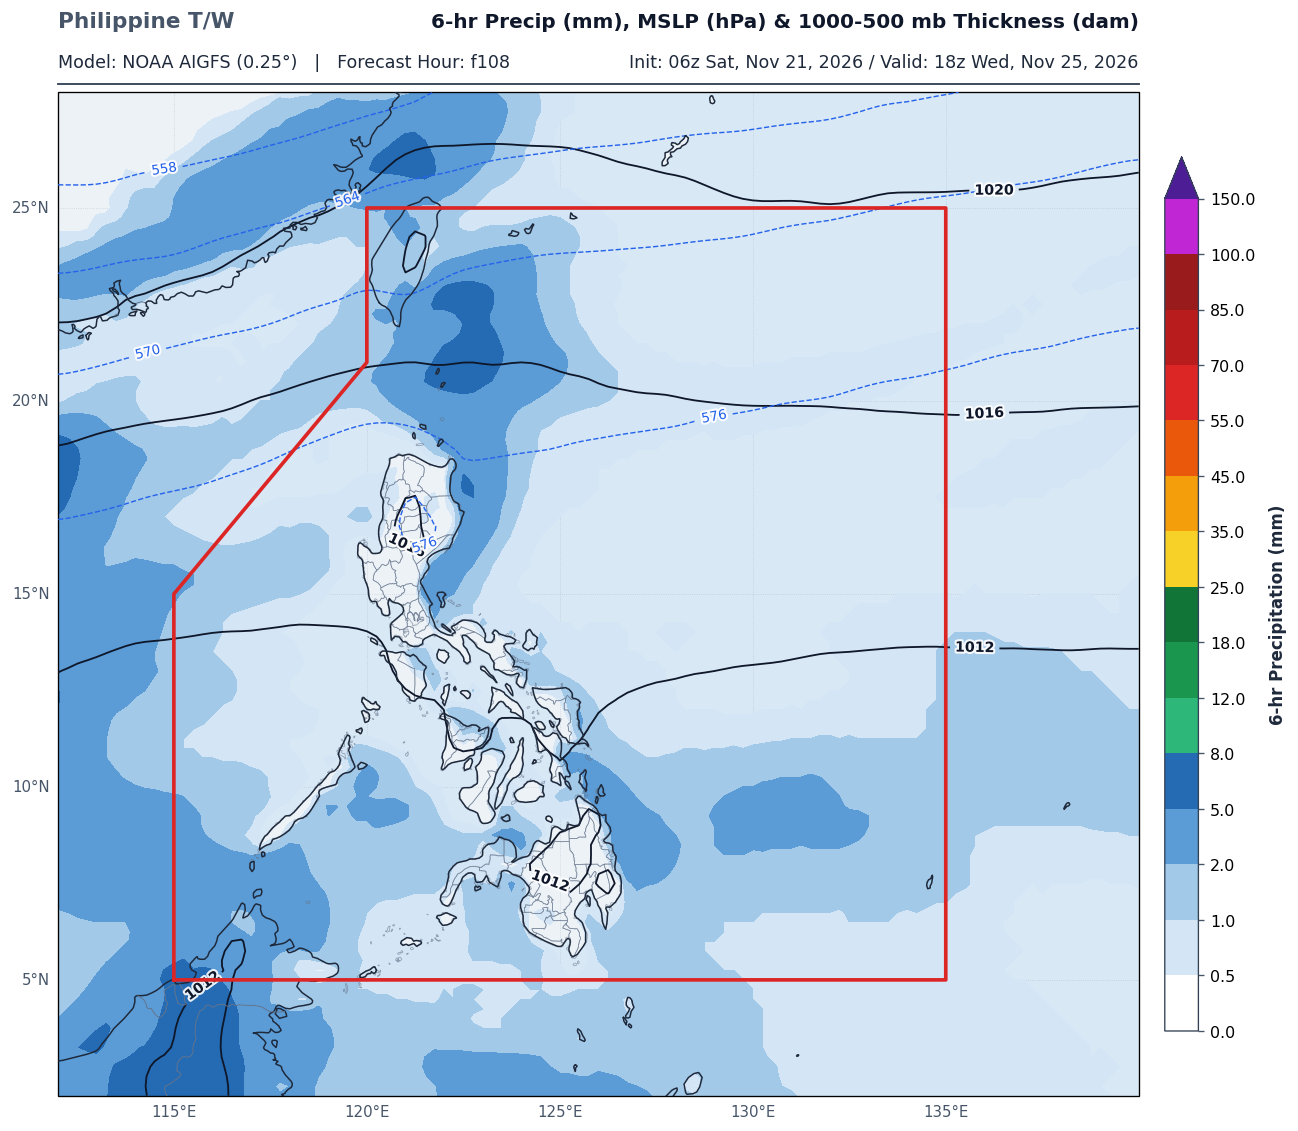 Philippine T/W
6-hr Precip (mm), MSLP (hPa) & 1000-500 mb Thickness (dam)
Model: NOAA AIGFS (0.25°) | Forecast Hour: f108
Init: 06z Sat, Nov 21, 2026 / Valid: 18z Wed, Nov 25, 2026
558
564
1020
570
576
1016
576
1012
1012
1012
25°N
20°N
15°N
10°N
5°N
115°E
120°E
125°E
130°E
135°E
150.0
100.0
85.0
70.0
55.0
45.0
35.0
25.0
18.0
12.0
8.0
5.0
2.0
1.0
0.5
0.0
6-hr Precipitation (mm)